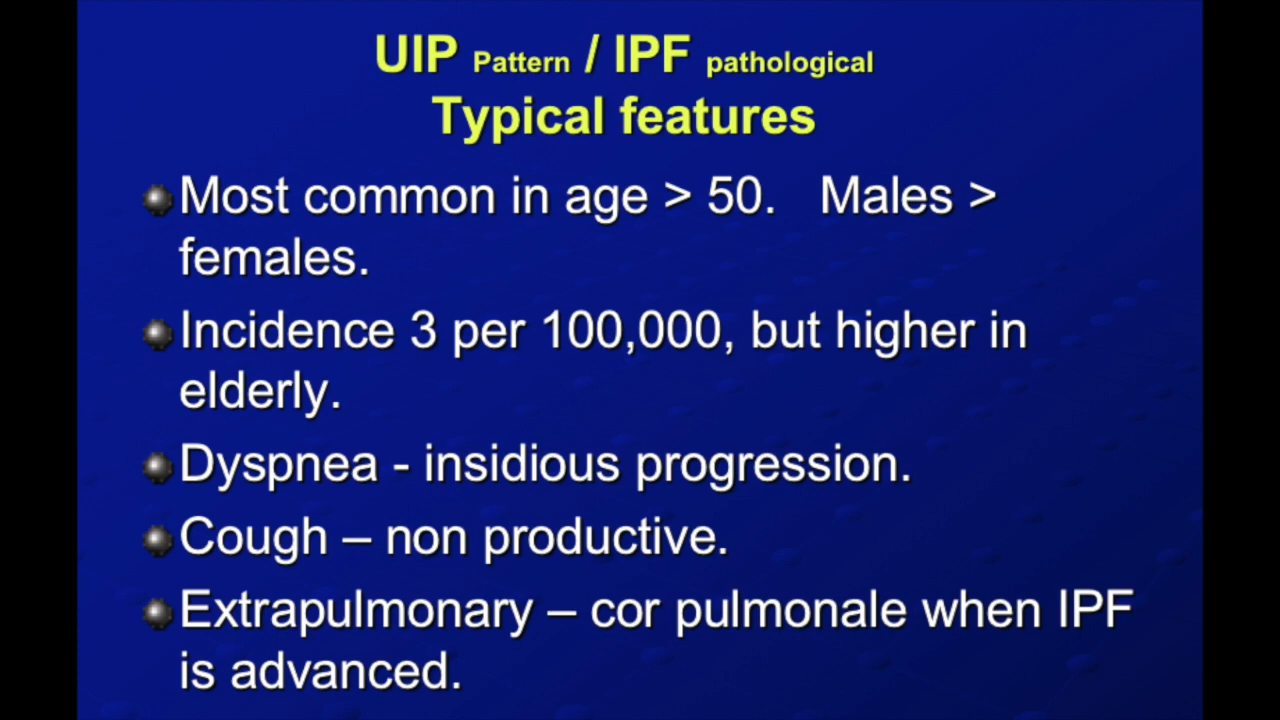 UIP Pattern / IPF pathological
Typical features
Most common in age > 50. Males >
females.
Incidence 3 per 100,000, but higher in
elderly.
Dyspnea - insidious progression.
Cough – non productive.
Extrapulmonary – cor pulmonale when IPF
is advanced.